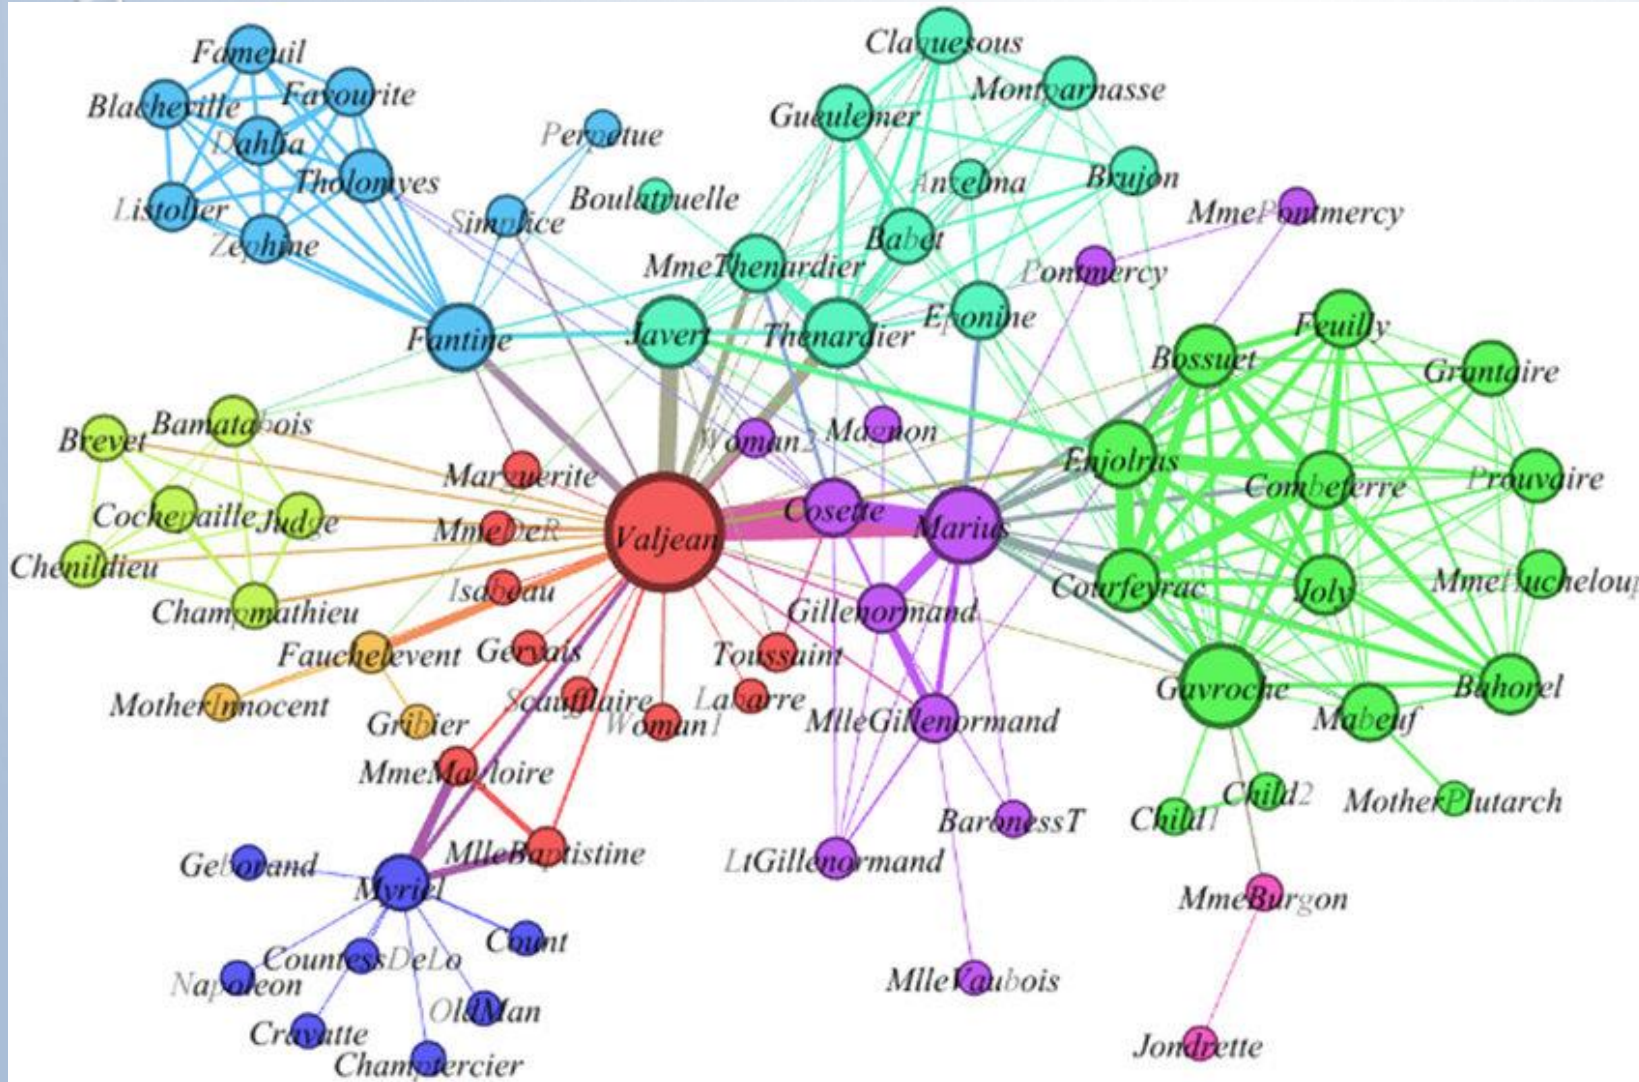 Fameuil
Claquesous
Blacheville
Favourite
Montparnasse
Gueulemer
Dahlia
Perpetue
Tholomyes
Anzelma
Brujon
Listolier
Simplice
Boulatruelle
MmePontmercy
Zephine
Babet
MmeThenardier
Pontmercy
Fantine
Javert
Thenardier
Eponine
Feuilly
Bossuet
Grantaire
Brevet
Bamatabois
Woman2
Magnon
Marguerite
Enjolras
Combeferre
Prouvaire
Cochepaille
Judge
MmeDeR
Valjean
Cosette
Marius
Chenildieu
Isabeau
Courfeyrac
Joly
MmeHucheloup
Champmathieu
Gillenormand
Fauchelevent
Gervais
Toussaint
MotherInnocent
Gribier
Scaufflaire
Woman1
Labarre
MlleGillenormand
Gavroche
Mabeuf
Bahorel
MmeMagloire
Child1
Child2
MotherPlutarch
BaronessT
Geborand
MlleBaptistine
LtGillenormand
Myriel
MmeBurgon
Count
CountessDeLo
Napoleon
MlleVaubois
OldMan
Cravatte
Champtercier
Jondrette